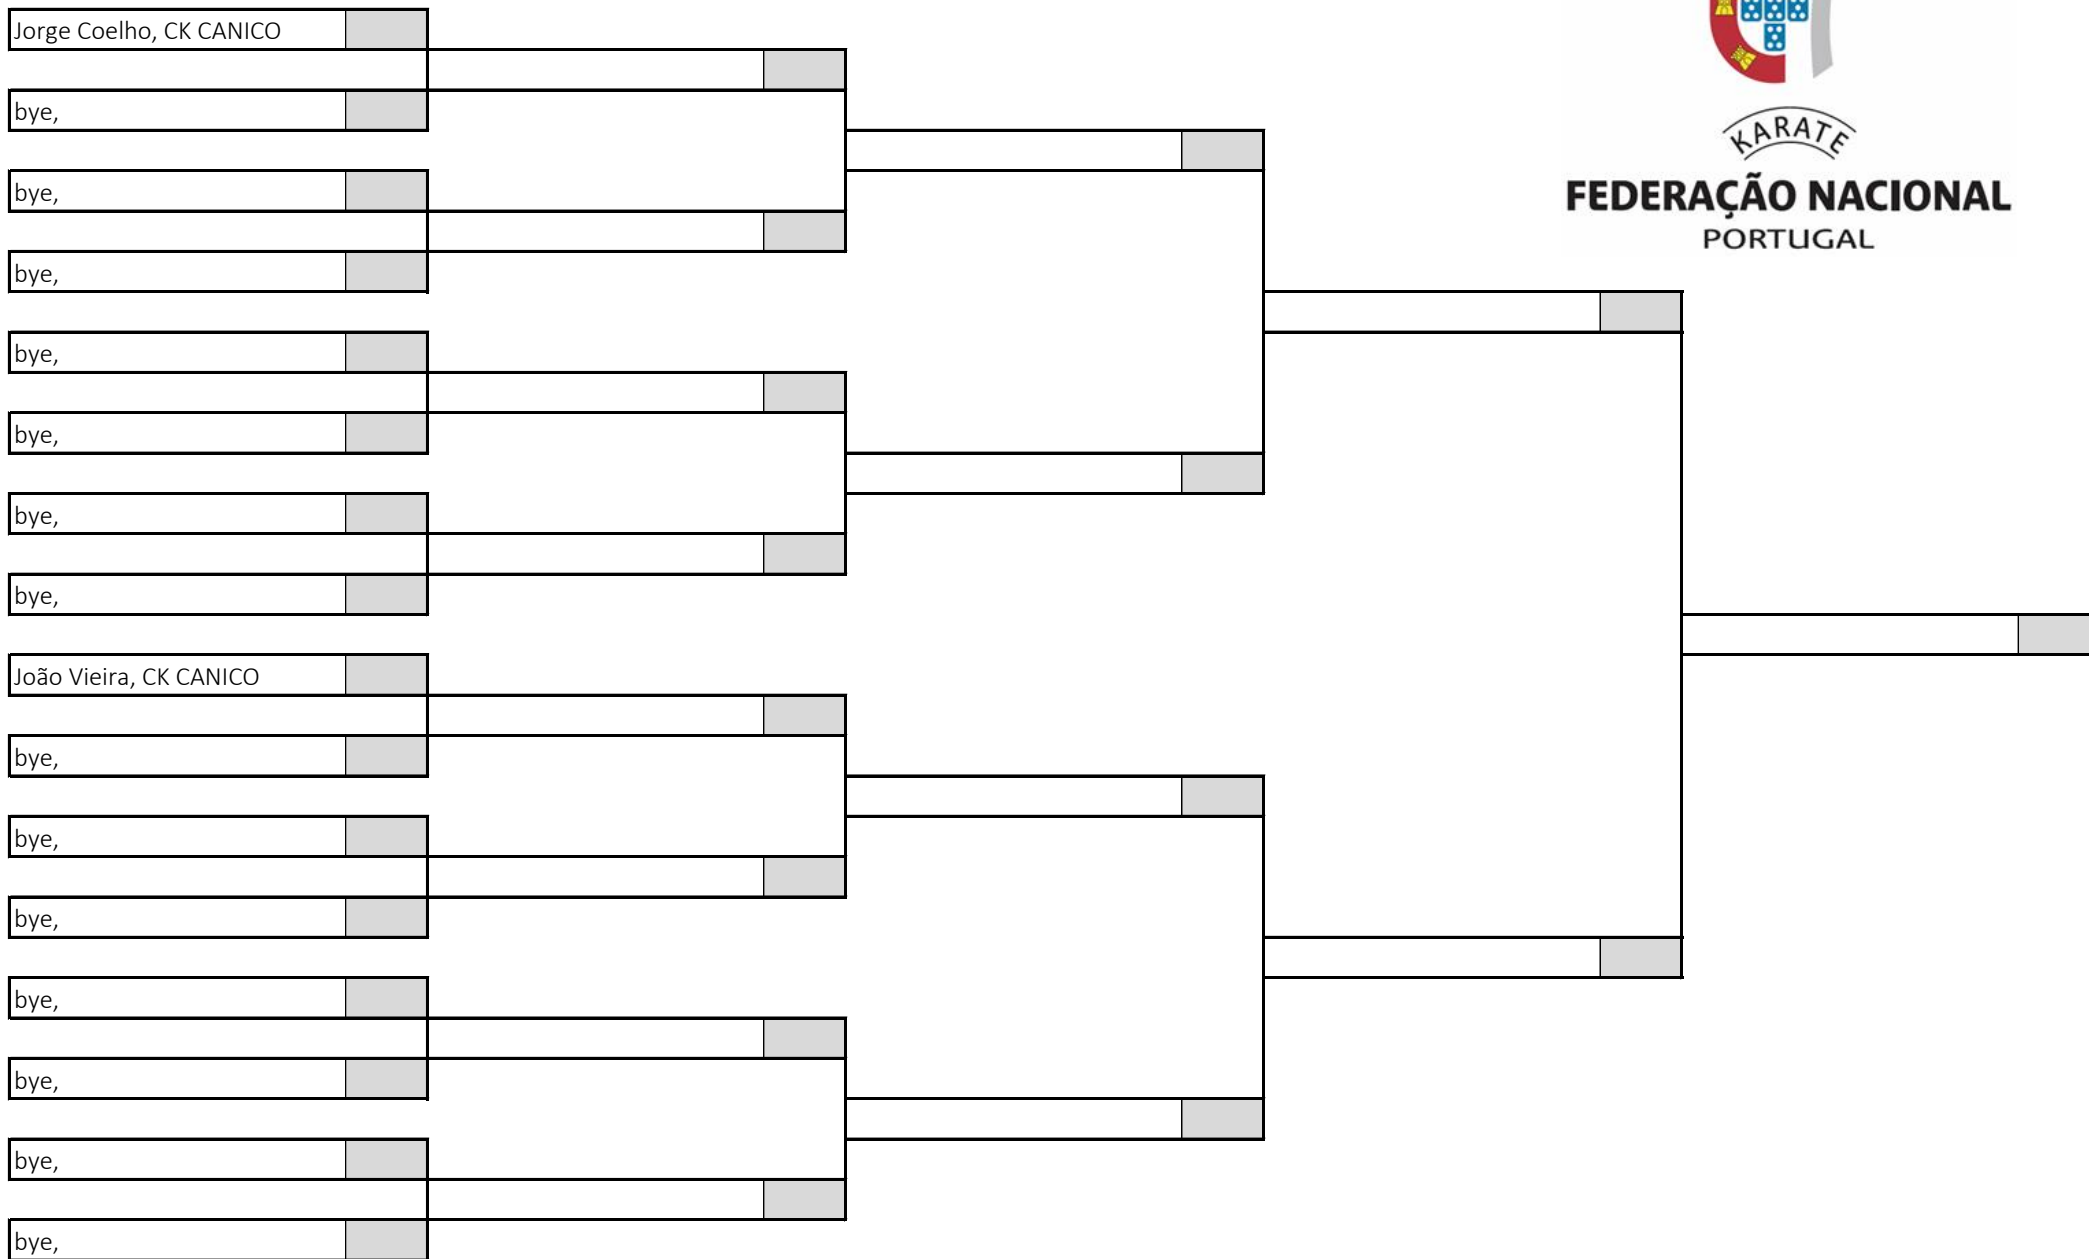 Jorge Coelho, CK CANICO
bye,
bye,
bye,
bye,
bye,
bye,
bye,
João Vieira, CK CANICO
bye,
bye,
bye,
bye,
bye,
bye,
bye,
KARATE
FEDERAÇÃO NACIONAL
PORTUGAL